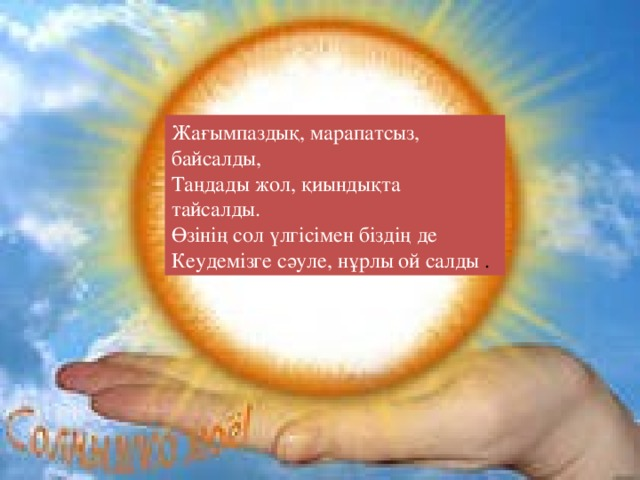 Жағымпаздық, марапатсыз,
байсалды,
Таңдады жол, қиындықта
тайсалды.
Өзінің сол үлгісімен біздің де
Кеудемізге сәуле, нұрлы ой салды .
Солнышко моё!